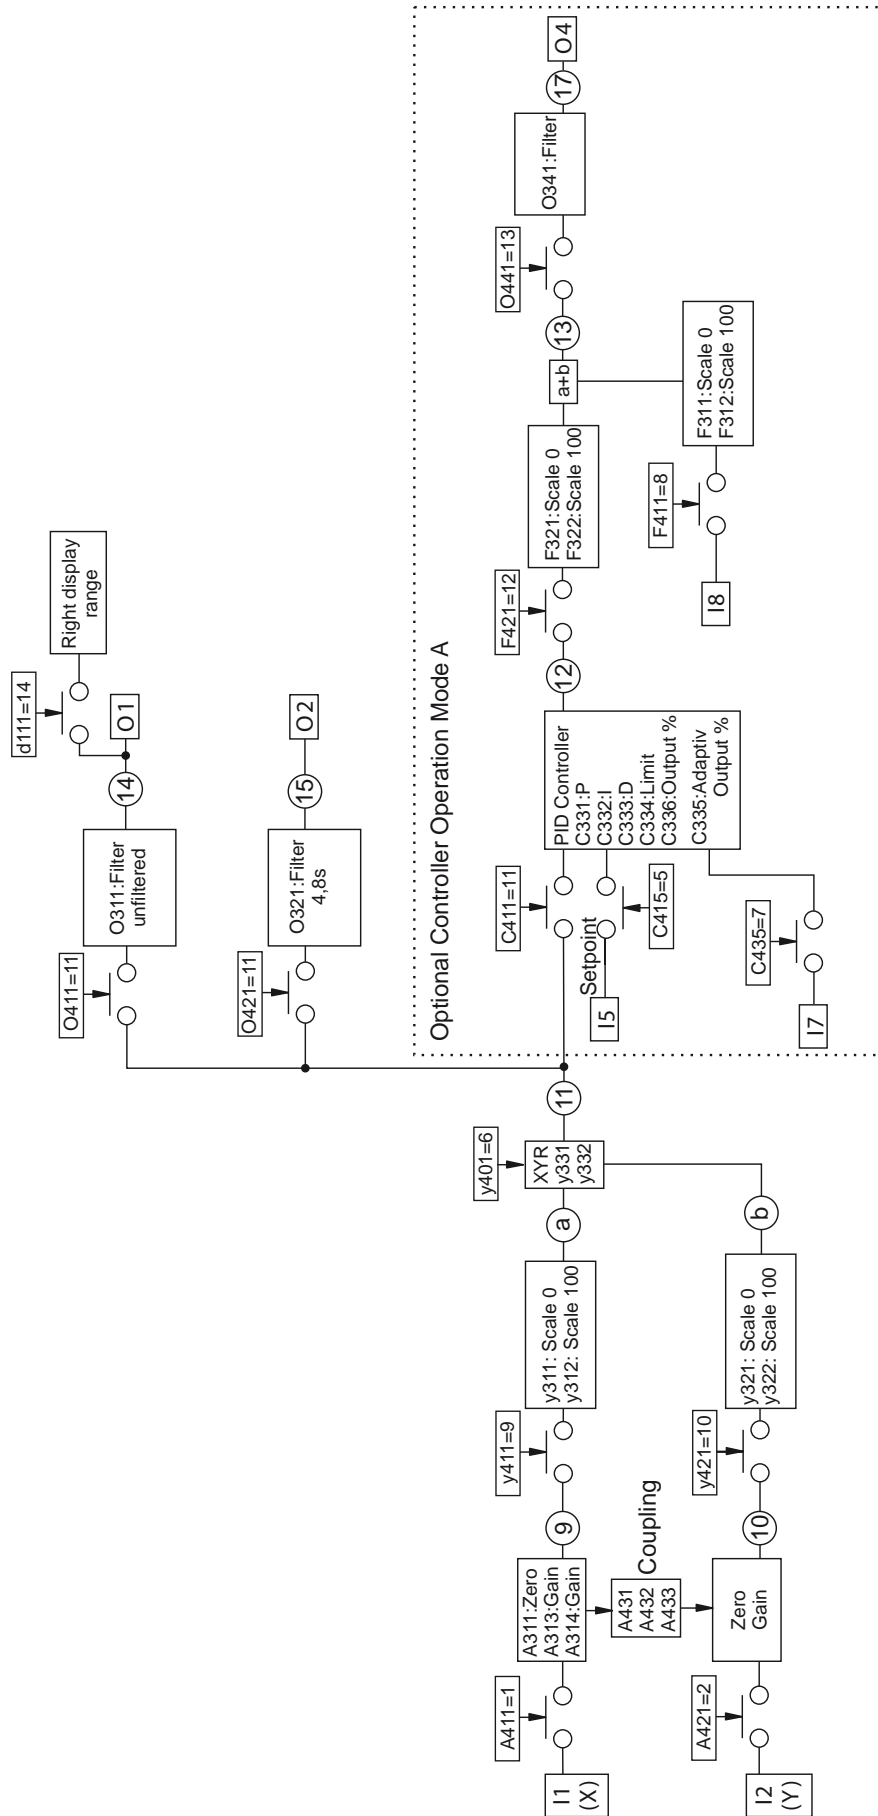 Right display
range
d111=14
O1
14
O311:Filter
unfiltered
O411=11
O2
15
O321:Filter
4,8s
O421=11
Optional Controller Operation Mode A
I1
(X)
A411=1
A311:Zero
A313:Gain
A314:Gain
9
y411=9
y311: Scale 0
y312: Scale 100
a
y401=6
XYR
y331
y332
11
C411=11
Setpoint
I5
C415=5
PID Controller
C331:P
C332:I
C333:D
C334:Limit
C336:Output %
C335:Adaptiv
Output %
C435=7
I7
12
F421=12
F321:Scale 0
F322:Scale 100
a+b
13
O441=13
O341:Filter
17
O4
I8
F411=8
F311:Scale 0
F312:Scale 100
Coupling
A431
A432
A433
I2
(Y)
A421=2
Zero
Gain
10
y421=10
y321: Scale 0
y322: Scale 100
b